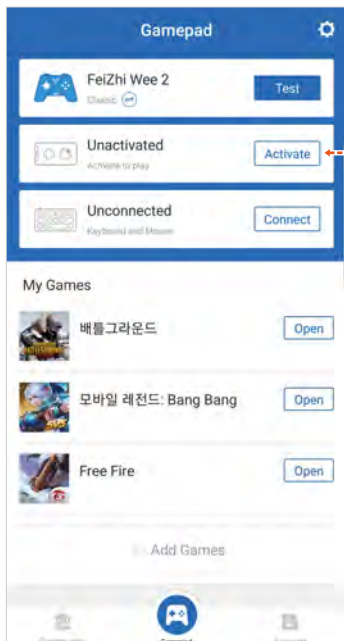 Gamepad
FeiZhi Wee 2
Test
Classic
Unactivated
Activate to play
Activate
Unconnected
Keyboard and Mouse
Connect
My Games
배틀그라운드
Open
모바일 레전드: Bang Bang
Open
Free Fire
Open
Add Games
Gamepad